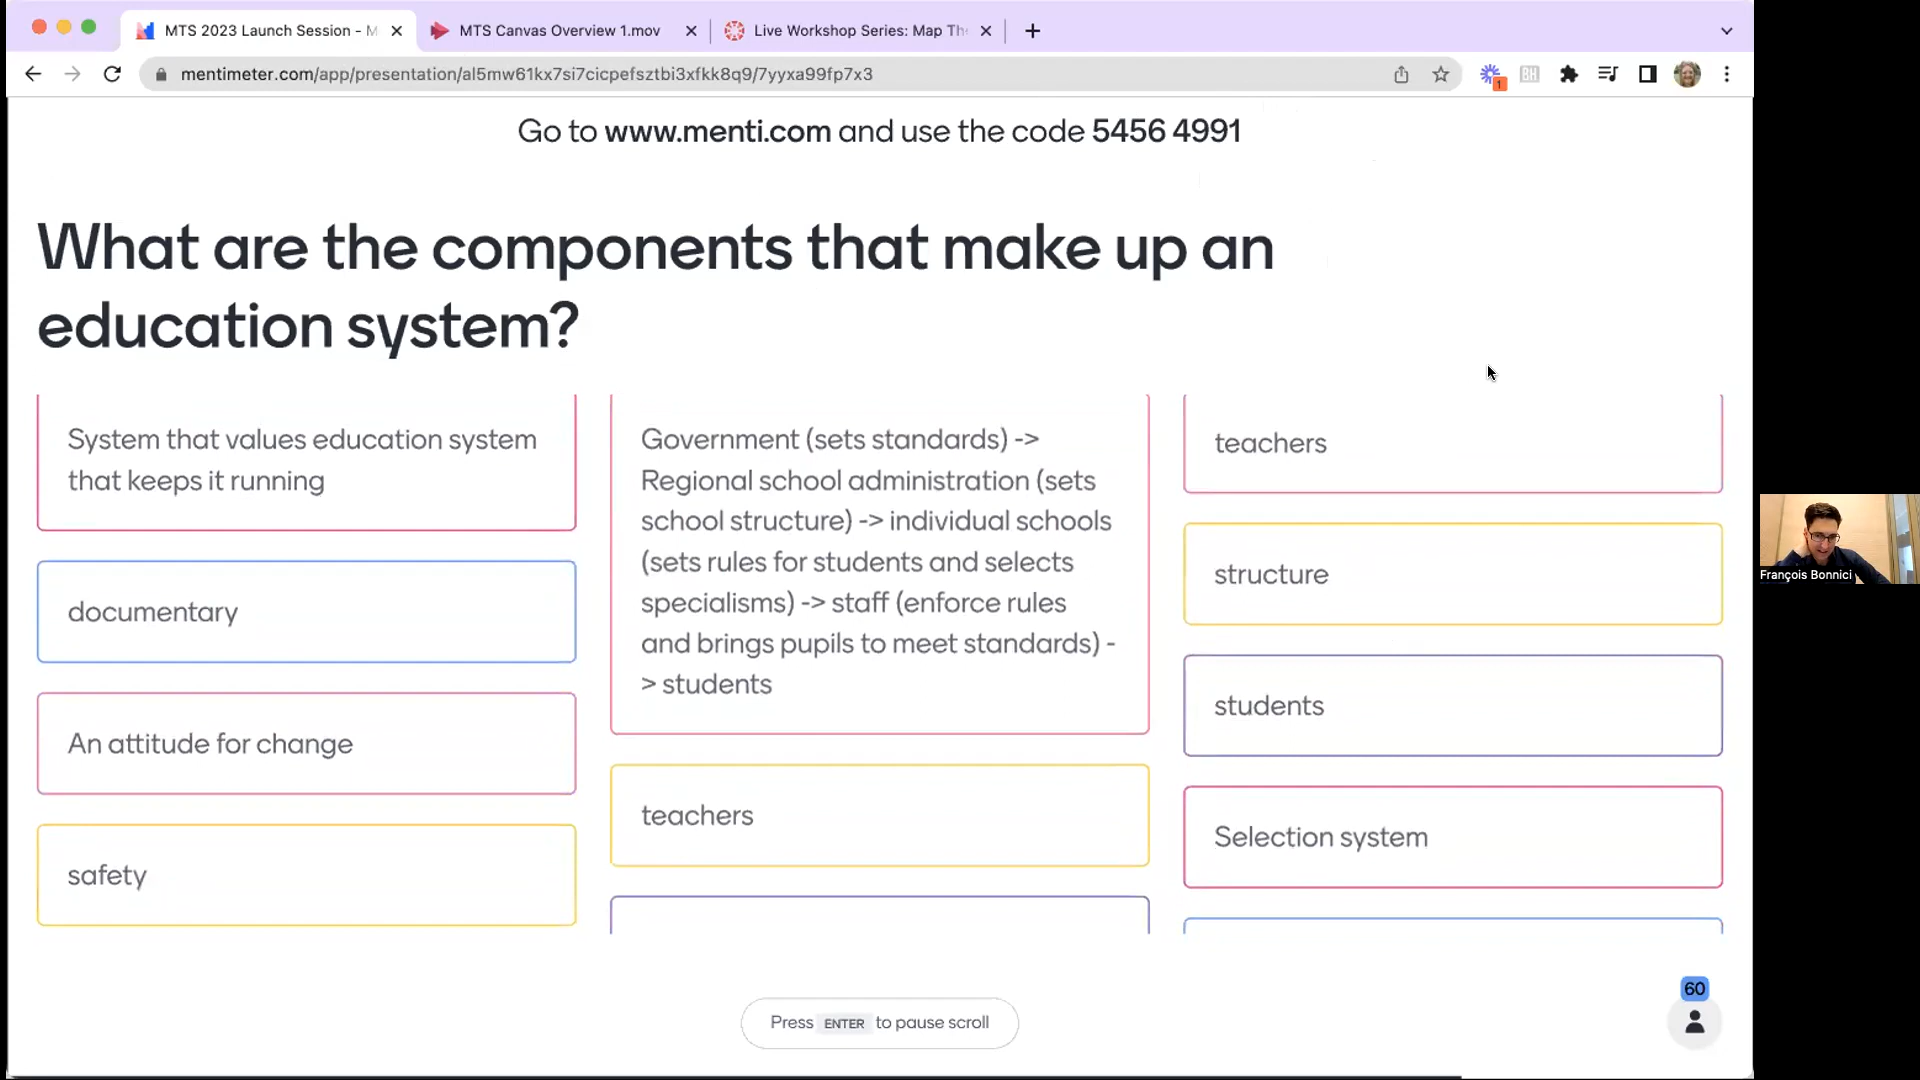 MTS 2023 Launch Session - M
MTS Canvas Overview 1.mov
Live Workshop Series: Map Th
mentimeter.com/app/presentation/al5mw61kx7si7cicpefsztbi3xfkk8q9/7yyxa99fp7x3
1
BH
Go to www.menti.com and use the code 5456 4991
What are the components that make up an
education system?
System that values education system
that keeps it running
documentary
An attitude for change
safety
Government (sets standards) ->
Regional school administration (sets
school structure) -> individual schools
(sets rules for students and selects
specialisms) -> staff (enforce rules
and brings pupils to meet standards) -
> students
teachers
teachers
structure
students
Selection system
François Bonnici
60
Press ENTER to pause scroll